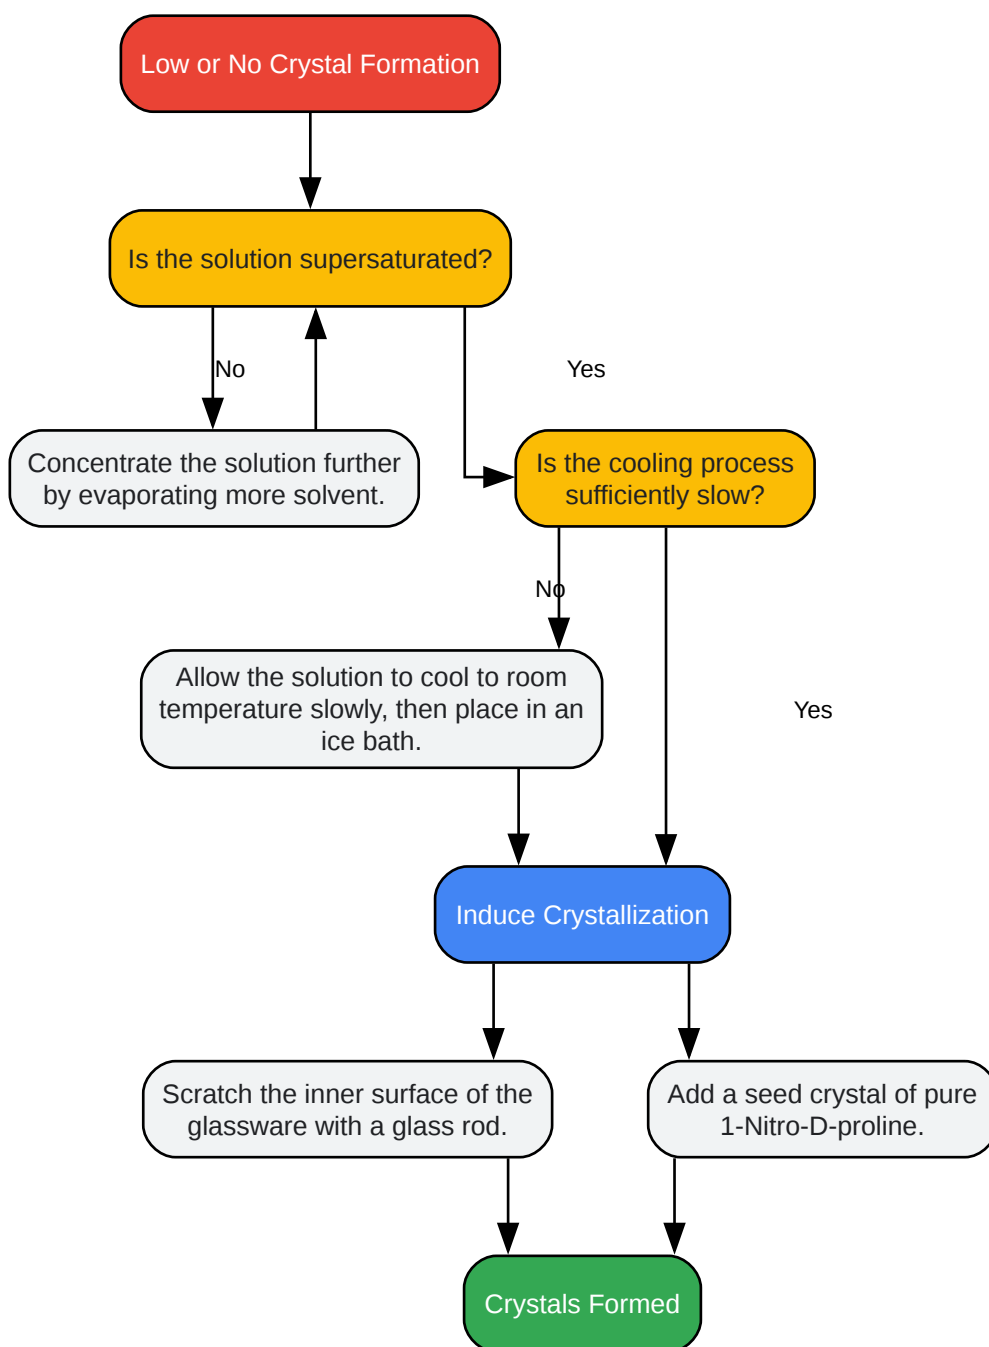 Low or No Crystal Formation
Is the solution supersaturated?
No
Yes
Concentrate the solution further
by evaporating more solvent.
Is the cooling process
sufficiently slow?
No
Allow the solution to cool to room
temperature slowly, then place in an
ice bath.
Yes
Induce Crystallization
Scratch the inner surface of the
glassware with a glass rod.
Add a seed crystal of pure
1-Nitro-D-proline.
Crystals Formed